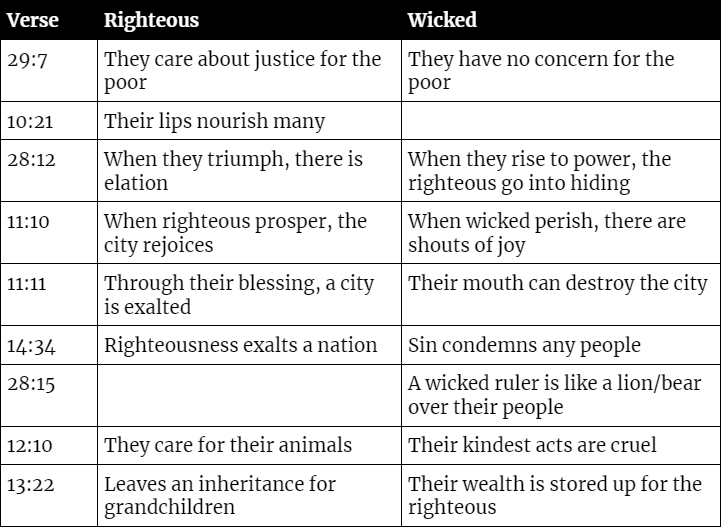 Verse Righteous Wicked
29:7 They care about justice for the They have no concern for the
poor poor
10:21 Their lips nourish many
28:12 When they triumph, there is When they rise to power, the
elation righteous go into hiding
11:10 When righteous prosper, the When wicked perish, there are
city rejoices shouts of joy
11:11 Through their blessing, a city Their mouth can destroy the city
is exalted
14:34 Righteousness exalts a nation Sin condemns any people
28:15 A wicked ruler is like a lion/bear
over their people
12:10 They care for their animals Their kindest acts are cruel
13:22 Leaves an inheritance for Their wealth is stored up for the
grandchildren righteous